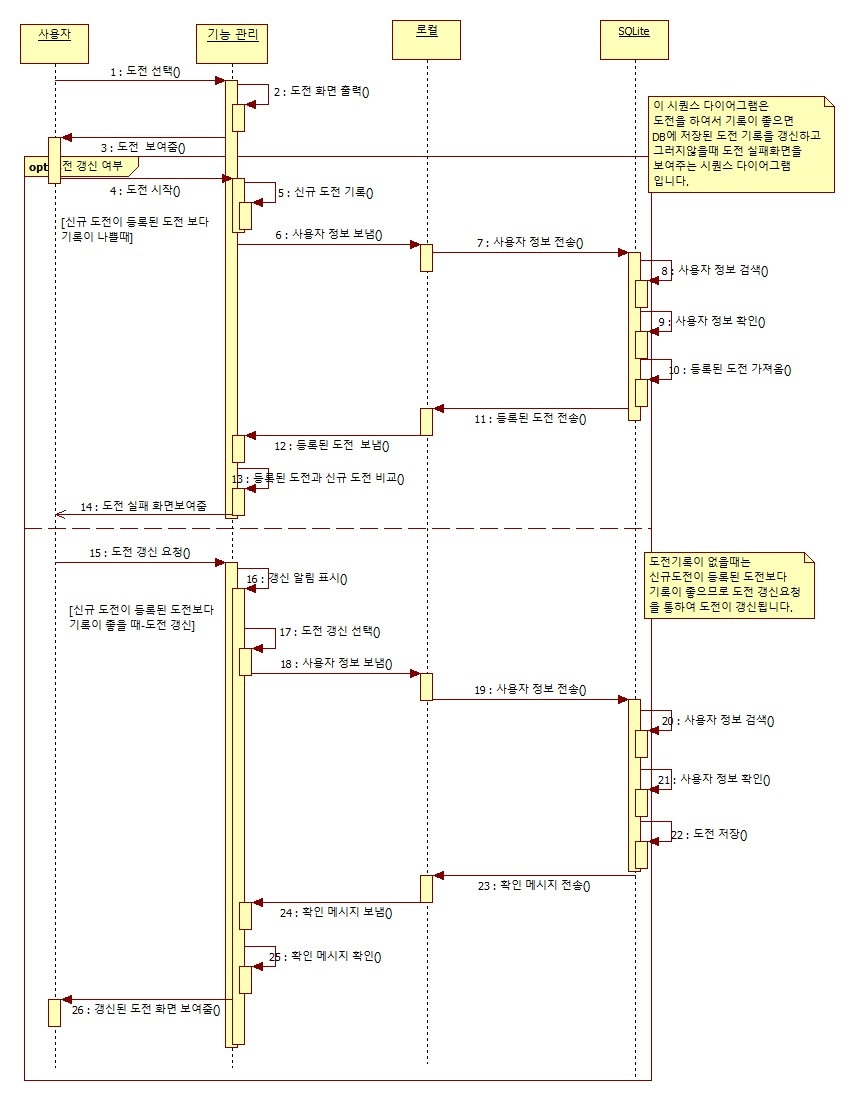 사용자
기능 관리
로컬
SQLite
1 : 도전 선택()
2 : 도전 화면 출력()
이 시퀀스 다이어그램은
도전을 하여서 기록이 좋으면
DB에 저장된 도전 기록을 갱신하고
그러지않을때 도전 실패화면을
보여주는 시퀀스 다이어그램
입니다.
3 : 도전 보여줌()
opt 전 갱신 여부
4 : 도전 시작()
5 : 신규 도전 기록()
[신규 도전이 등록된 도전 보다
기록이 나쁠때]
6 : 사용자 정보 보냄()
7 : 사용자 정보 전송()
8 : 사용자 정보 검색()
9 : 사용자 정보 확인()
10 : 등록된 도전 가져옴()
11 : 등록된 도전 전송()
12 : 등록된 도전 보냄()
13 : 등록된 도전과 신규 도전 비교()
14 : 도전 실패 화면보여줌
15 : 도전 갱신 요청()
도전기록이 없을때는
신규도전이 등록된 도전보다
기록이 좋으므로 도전 갱신요청
을 통하여 도전이 갱신됩니다.
16 : 갱신 알림 표시()
[신규 도전이 등록된 도전보다
기록이 좋을 때-도전 갱신]
17 : 도전 갱신 선택()
18 : 사용자 정보 보냄()
19 : 사용자 정보 전송()
20 : 사용자 정보 검색()
21 : 사용자 정보 확인()
22 : 도전 저장()
23 : 확인 메시지 전송()
24 : 확인 메시지 보냄()
25 : 확인 메시지 확인()
26 : 갱신된 도전 화면 보여줌()